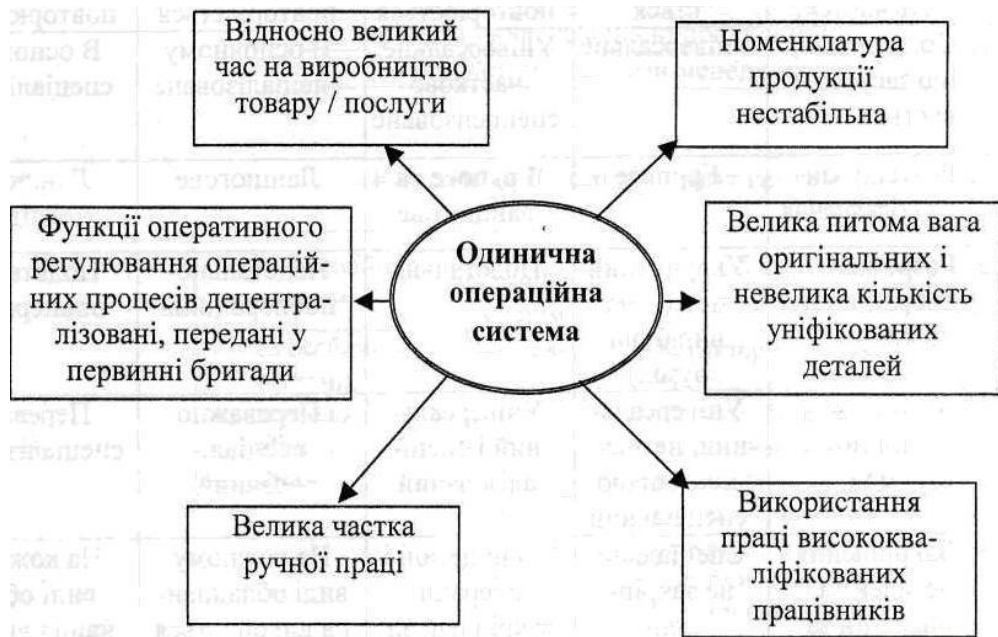 Відносно великий
час на виробництво
товару / послуги
Номенклатура
продукції
нестабільна
Функції оперативного
регулювання операцій-
них процесів децентра-
лізовані, передані у
первинні бригади
Одинична
операційна
система
Велика питома вага
оригінальних і
невелика кількість
уніфікованих
деталей
Велика частка
ручної праці
Використання
праці висококва-
ліфікованих
працівників